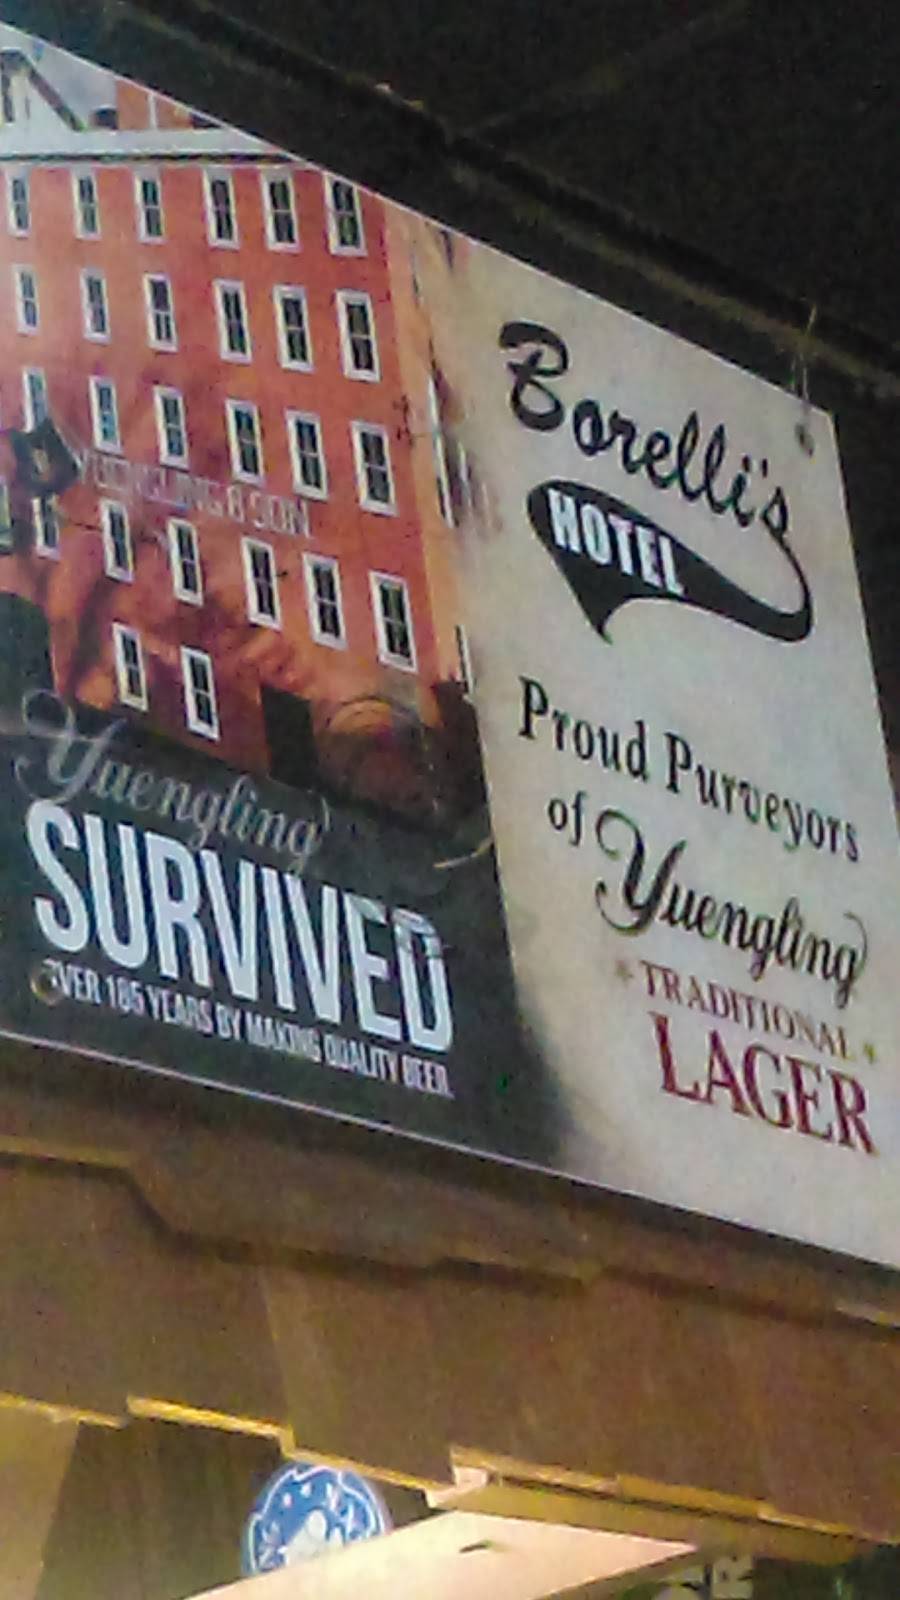 YUENGLING & SON
Yuengling
SURVIVED
OVER 185 YEARS BY MAKING QUALITY BEER.
Borelli's
HOTEL
Proud Purveyors
of Yuengling
TRADITIONAL
LAGER